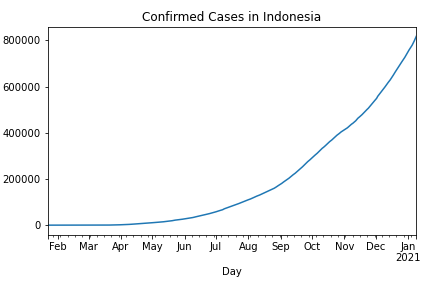 Confirmed Cases in Indonesia
800000
600000
400000
200000
0
Feb Mar Apr May Jun Jul Aug Sep Oct Nov Dec Jan
2021
Day